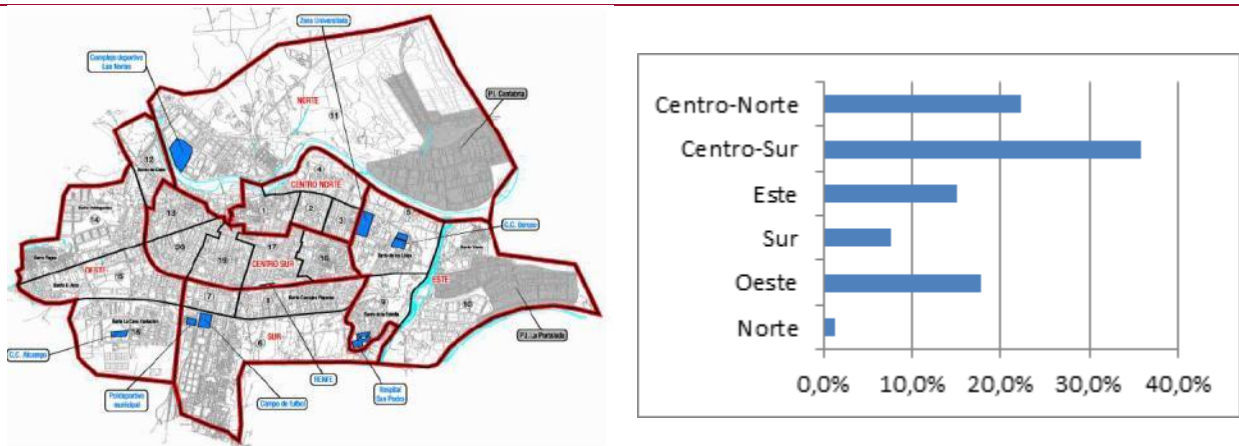 Zona Universitaria
Complejo deportivo
Las Norias
NORTE
11
P.I. Cantabria
12
4
CENTRO NORTE
1
2
3
5
13
14
C.C. Berceo
20
17
19
16
CENTRO SUR
OESTE
15
ESTE
7
8
9
10
18
SUR
6
P.I. La Portalada
C.C. Alcampo
RENFE
Polideportivo
municipal
Campo de futbol
Hospital
San Pedro
Centro-Norte
Centro-Sur
Este
Sur
Oeste
Norte
0,0%
10,0%
20,0%
30,0%
40,0%